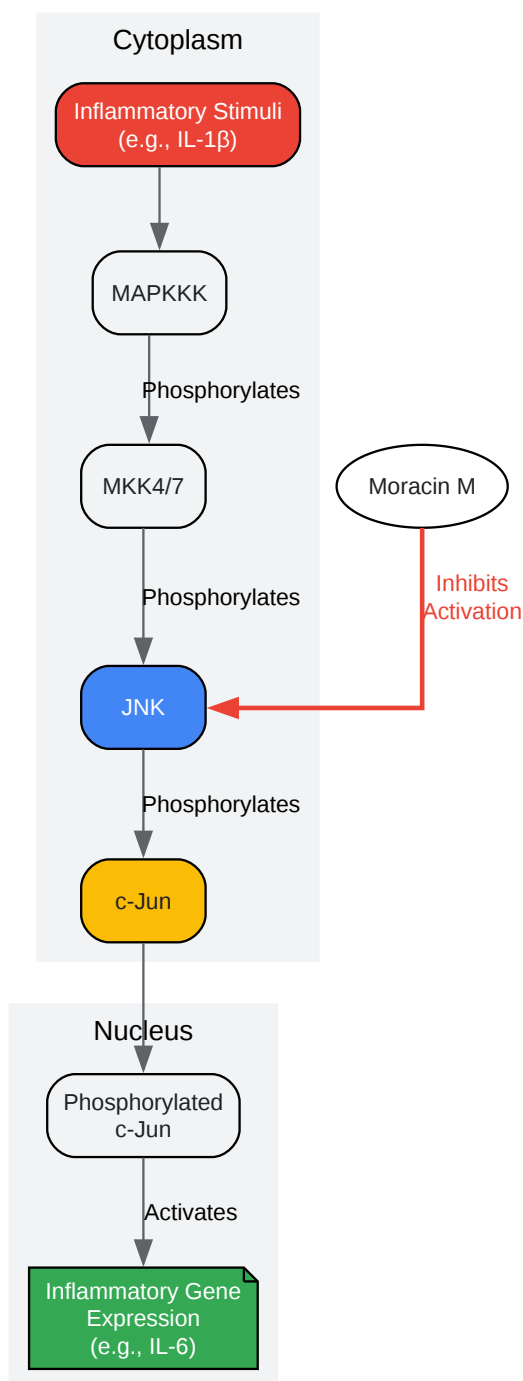 Cytoplasm
Inflammatory Stimuli
(e.g., IL-1β)
MAPKKK
Phosphorylates
MKK4/7
Moracin M
Inhibits
Activation
Phosphorylates
JNK
Phosphorylates
c-Jun
Nucleus
Phosphorylated
c-Jun
Activates
Inflammatory Gene
Expression
(e.g., IL-6)